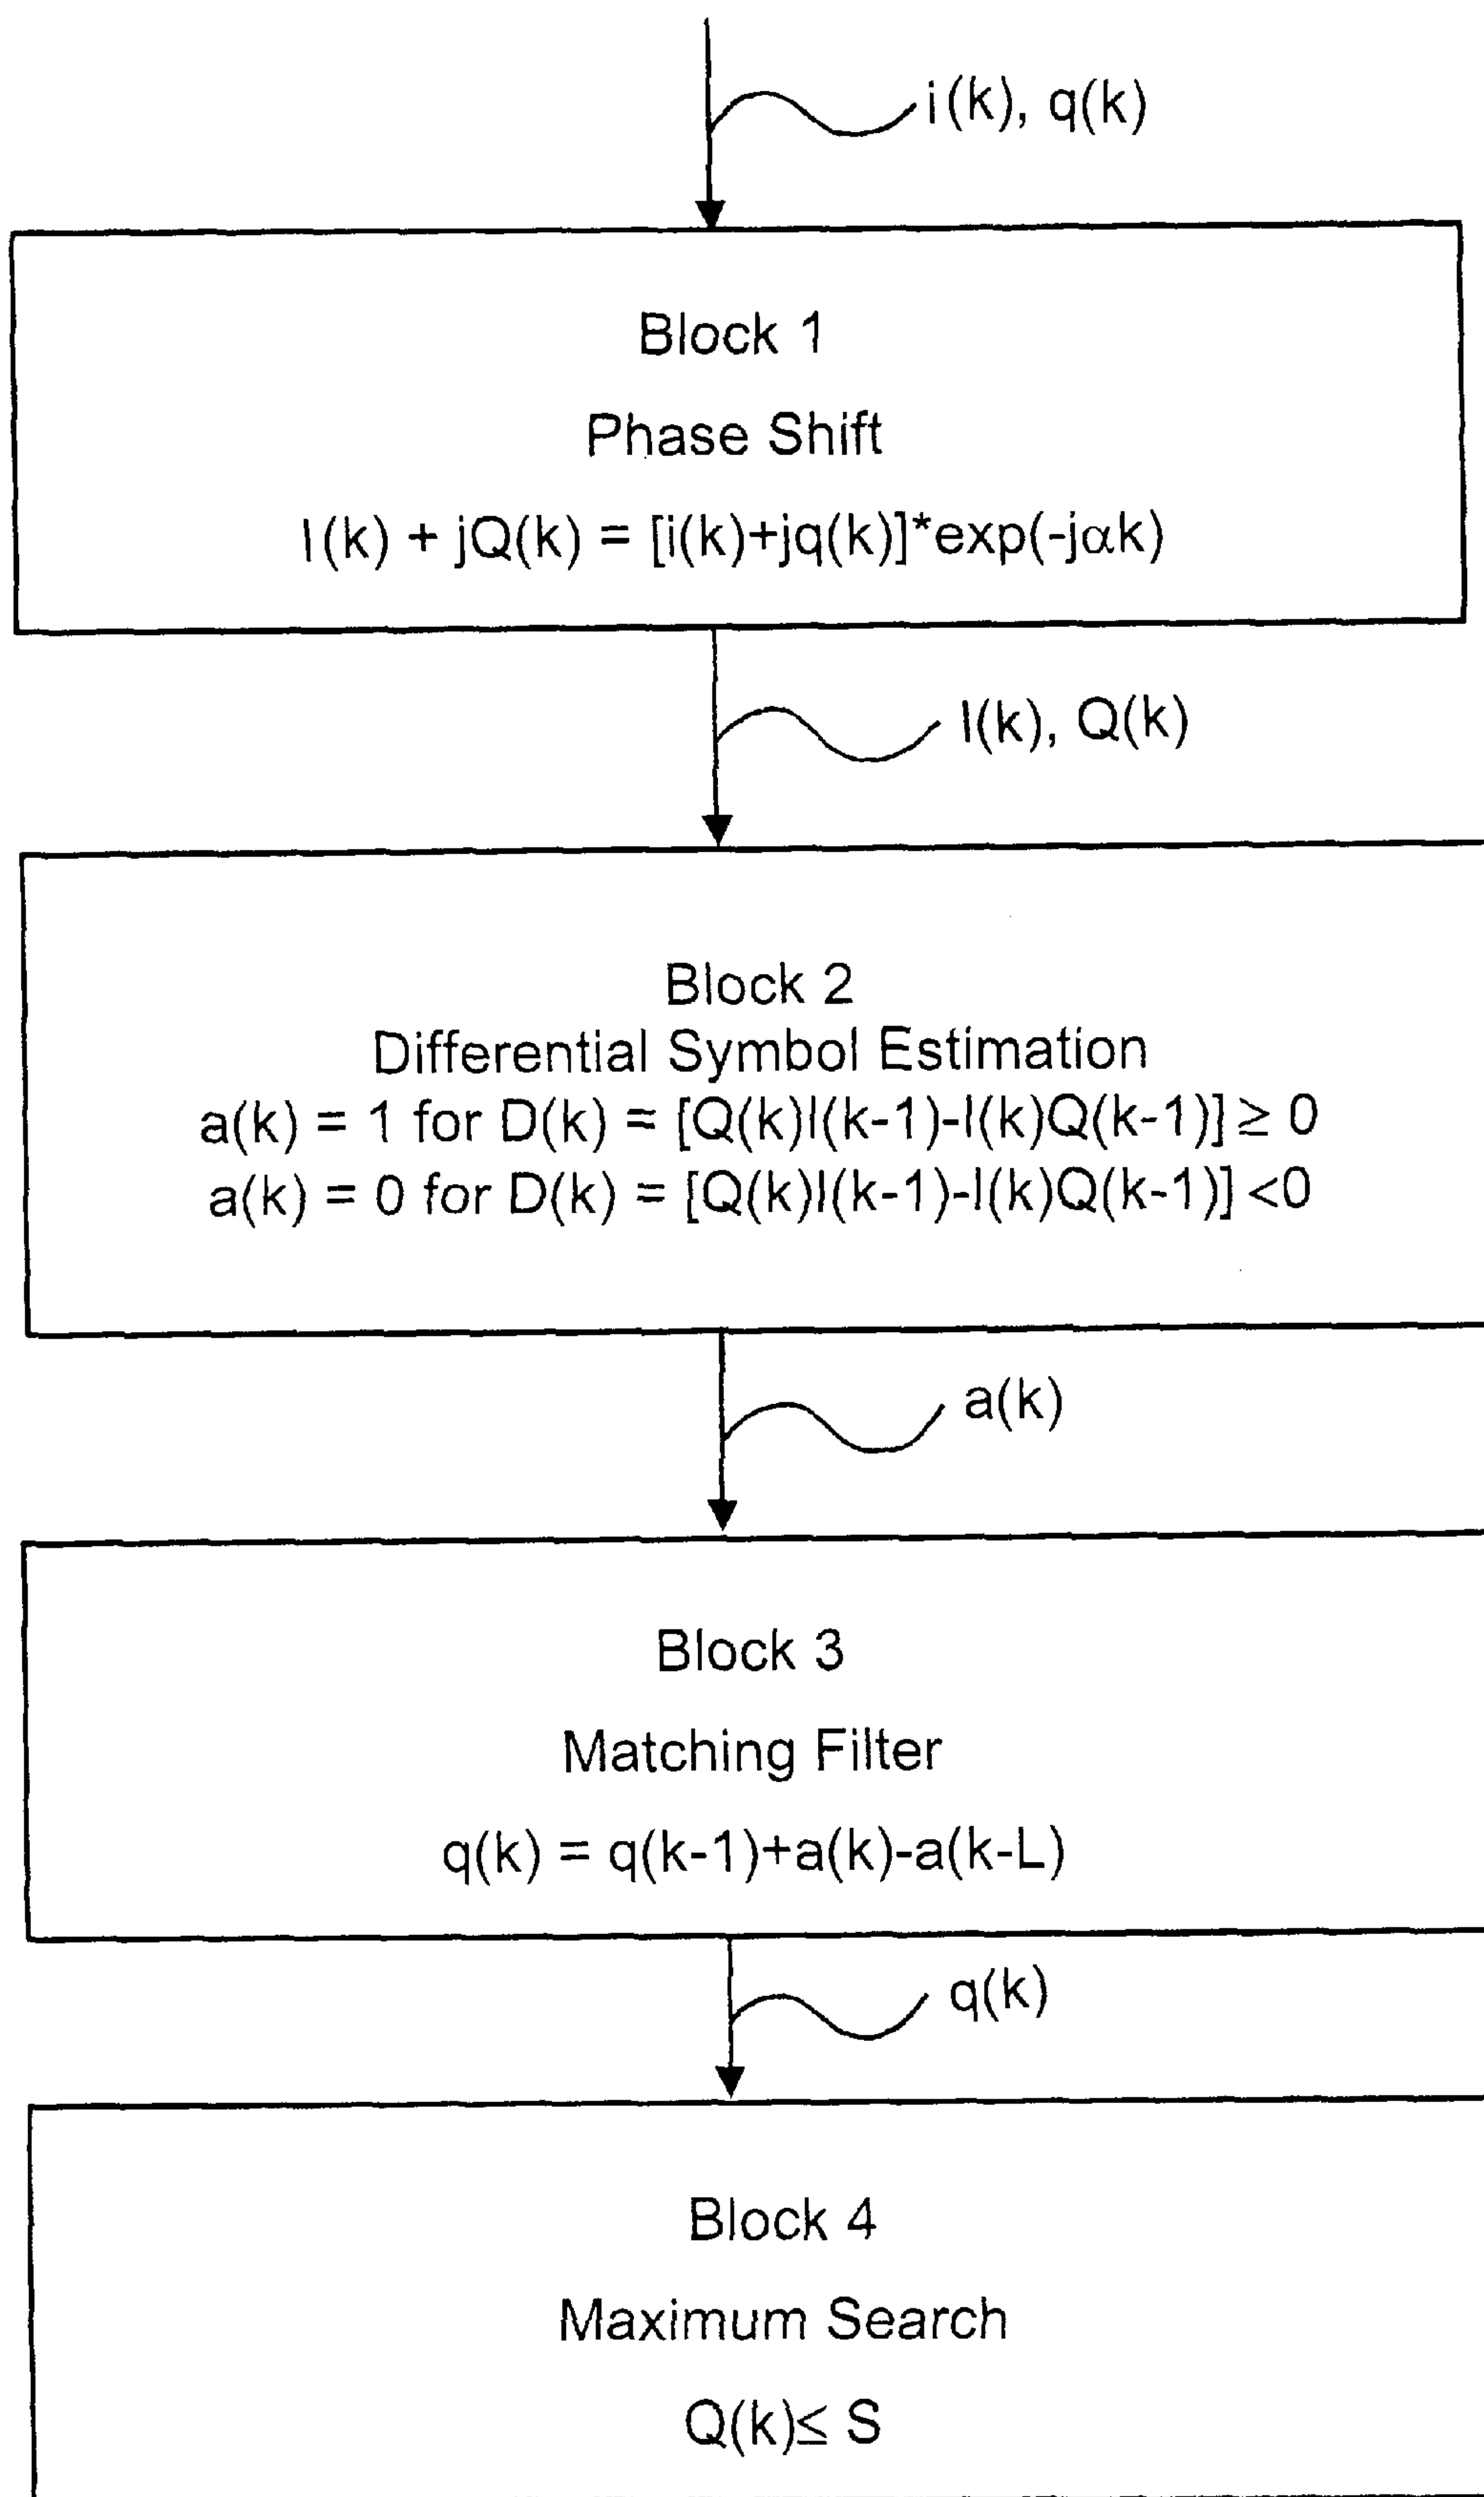 i(k), q(k)
Block 1
Phase Shift
I(k) + jQ(k) = [i(k)+jq(k)]*exp(-jαk)
I(k), Q(k)
Block 2
Differential Symbol Estimation
a(k) = 1 for D(k) = [Q(k)I(k-1)-I(k)Q(k-1)] ≥ 0
a(k) = 0 for D(k) = [Q(k)I(k-1)-I(k)Q(k-1)] <0
a(k)
Block 3
Matching Filter
q(k) = q(k-1)+a(k)-a(k-L)
q(k)
Block 4
Maximum Search
Q(k)≤ S